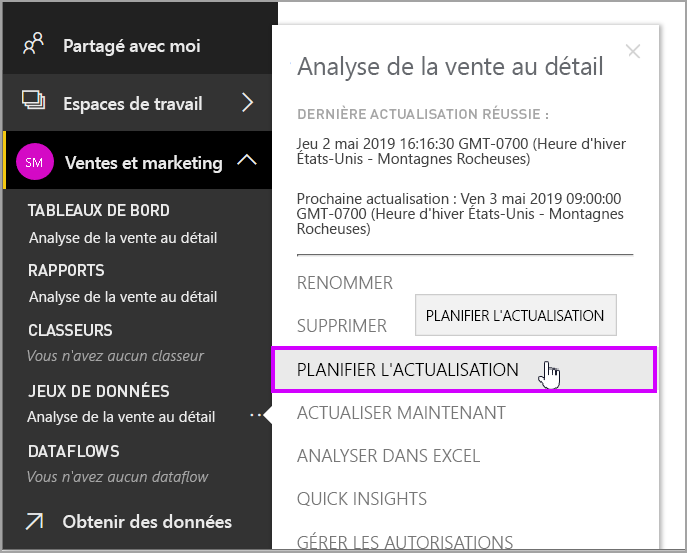 Partagé avec moi
Espaces de travail
SM
Ventes et marketing
TABLEAUX DE BORD
Analyse de la vente au détail
RAPPORTS
Analyse de la vente au détail
CLASSEURS
Vous n'avez aucun classeur
JEUX DE DONNÉES
Analyse de la vente au détail
DATAFLOWS
Vous n'avez aucun dataflow
Obtenir des données
Analyse de la vente au détail
DERNIÈRE ACTUALISATION RÉUSSIE :
Jeu 2 mai 2019 16:16:30 GMT-0700 (Heure d'hiver
États-Unis - Montagnes Rocheuses)
Prochaine actualisation : Ven 3 mai 2019 09:00:00
GMT-0700 (Heure d'hiver États-Unis - Montagnes
Rocheuses)
RENOMMER
SUPPRIMER
PLANIFIER L'ACTUALISATION
PLANIFIER L'ACTUALISATION
ACTUALISER MAINTENANT
ANALYSER DANS EXCEL
QUICK INSIGHTS
GÉRER LES AUTORISATIONS